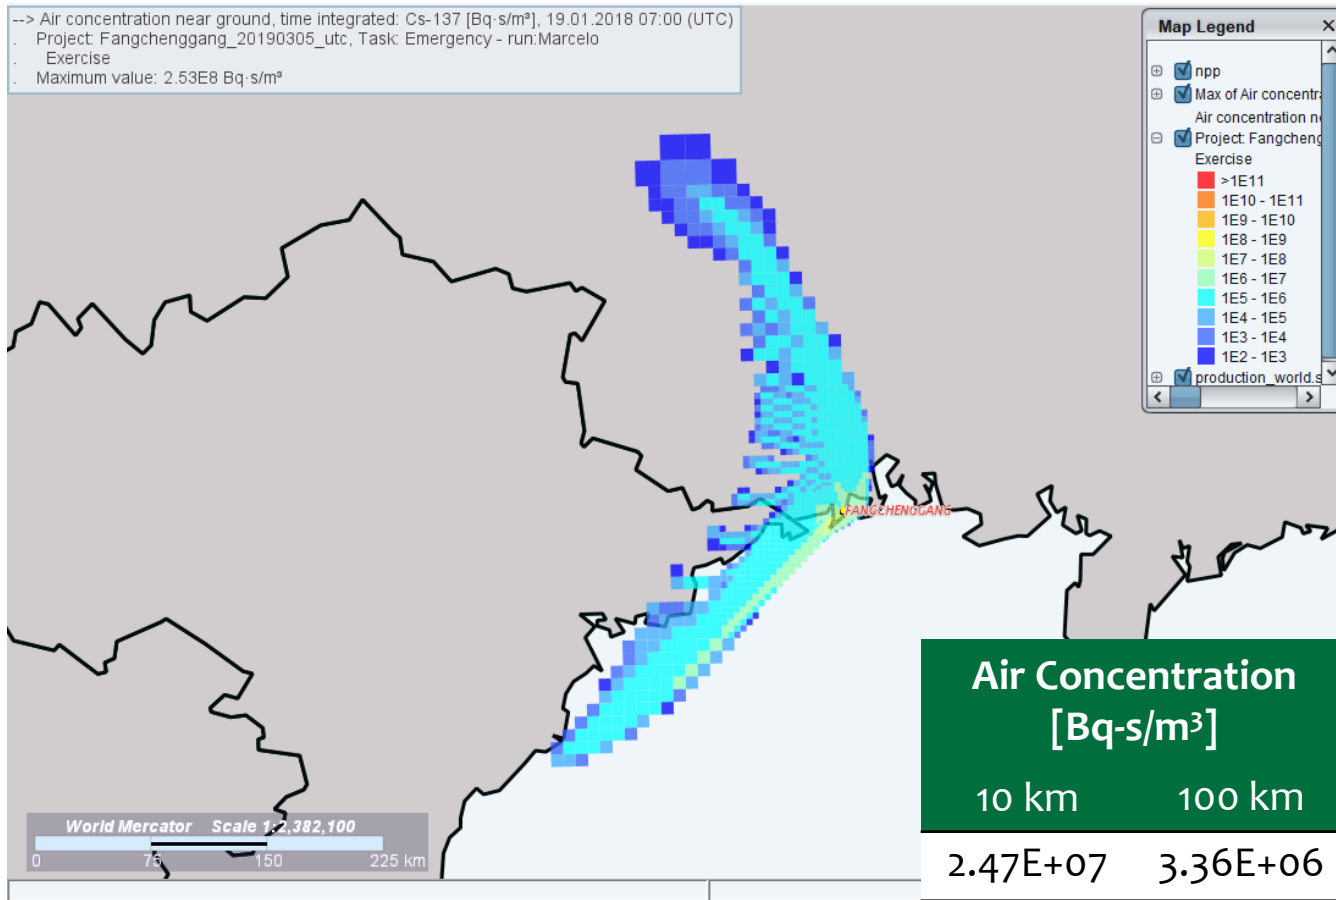 --> Air concentration near ground, time integrated: Cs-137 [Bq·s/m³], 19.01.2018 07:00 (UTC)
. Project: Fangchenggang_20190305_utc, Task: Emergency - run:Marcelo
. Exercise
. Maximum value: 2.53E8 Bq·s/m³
Map Legend
npp
Max of Air concentra
Air concentration ne
Project: Fangcheng
Exercise
>1E11
1E10 - 1E11
1E9 - 1E10
1E8 - 1E9
1E7 - 1E8
1E6 - 1E7
1E5 - 1E6
1E4 - 1E5
1E3 - 1E4
1E2 - 1E3
production_world.s
FANGCHENGGANG
World Mercator Scale 1:2,382,100
0 75 150 225 km
Air Concentration
[Bq-s/m³]
10 km 100 km
2.47E+07 3.36E+06